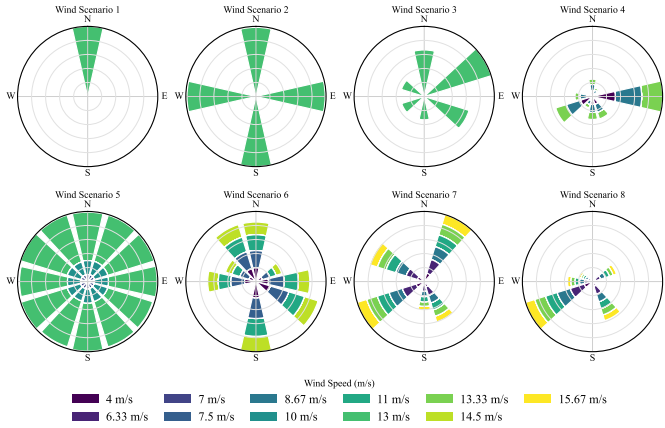 Wind Scenario 1
N
W
E
S
Wind Scenario 2
N
W
E
S
Wind Scenario 3
N
W
E
S
Wind Scenario 4
N
W
E
S
Wind Scenario 5
N
W
E
S
Wind Scenario 6
N
W
E
S
Wind Scenario 7
N
W
E
S
Wind Scenario 8
N
W
E
S
Wind Speed (m/s)
4 m/s
7 m/s
8.67 m/s
11 m/s
13.33 m/s
15.67 m/s
6.33 m/s
7.5 m/s
10 m/s
13 m/s
14.5 m/s